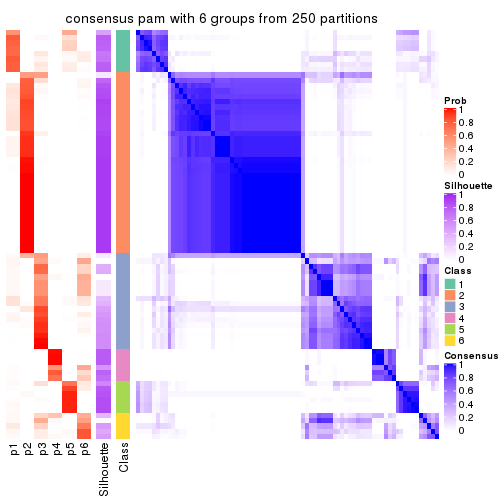 consensus pam with 6 groups from 250 partitions
Prob
1
0.8
0.6
0.4
0.2
0
Silhouette
1
0.8
0.6
0.4
0.2
0
Class
1
2
3
4
5
6
Consensus
1
0.8
0.6
0.4
0.2
0
p1
p2
p3
p4
p5
p6
Silhouette
Class